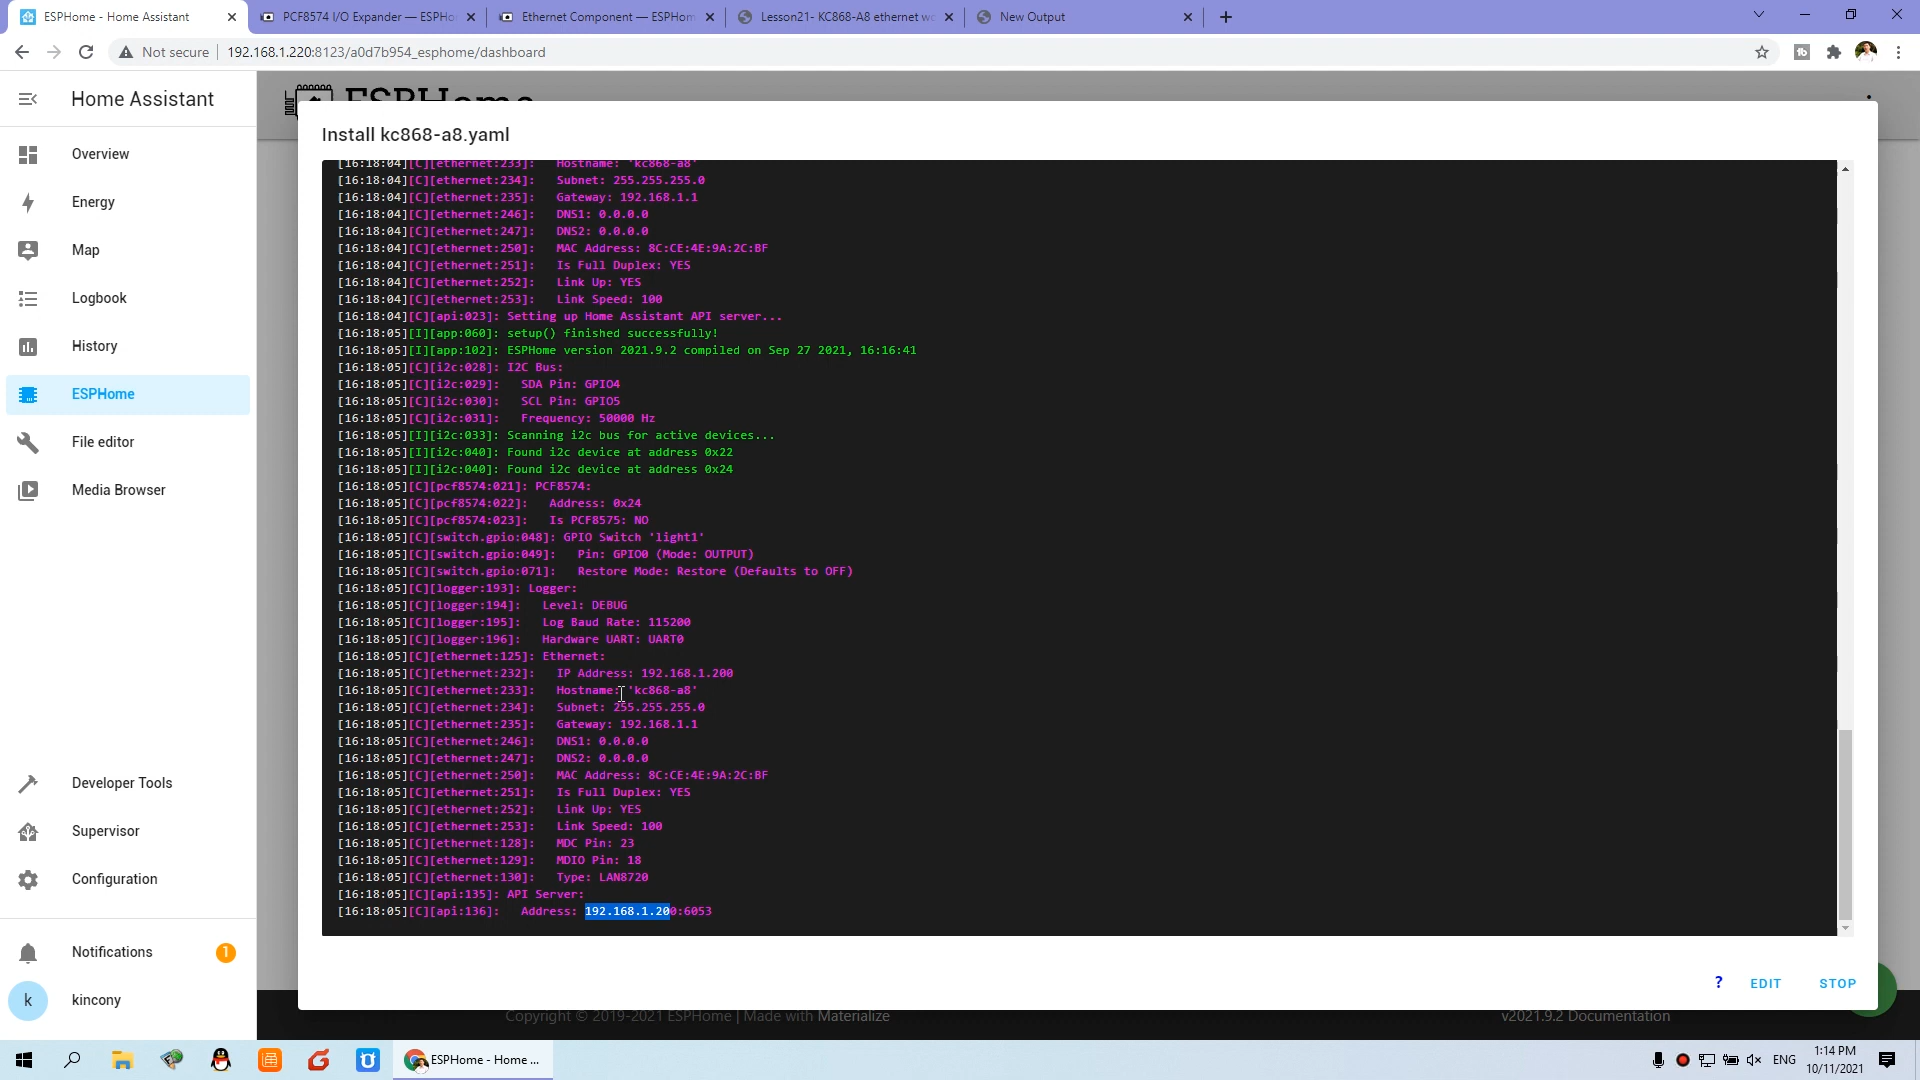 ESPHome - Home Assistant
PCF8574 I/O Expander — ESPHo
Ethernet Component — ESPHom
Lesson21- KC868-A8 ethernet wo
New Output
Not secure
192.168.1.220:8123/a0d7b954_esphome/dashboard
Home Assistant
Overview
Energy
Map
Logbook
History
ESPHome
File editor
Media Browser
Developer Tools
Supervisor
Configuration
Notifications
1
k
kincony
ESPHome
Install kc868-a8.yaml
[16:18:04][C][ethernet:233]: Hostname: 'kc868-a8'
[16:18:04][C][ethernet:234]: Subnet: 255.255.255.0
[16:18:04][C][ethernet:235]: Gateway: 192.168.1.1
[16:18:04][C][ethernet:246]: DNS1: 0.0.0.0
[16:18:04][C][ethernet:247]: DNS2: 0.0.0.0
[16:18:04][C][ethernet:250]: MAC Address: 8C:CE:4E:9A:2C:BF
[16:18:04][C][ethernet:251]: Is Full Duplex: YES
[16:18:04][C][ethernet:252]: Link Up: YES
[16:18:04][C][ethernet:253]: Link Speed: 100
[16:18:04][C][api:023]: Setting up Home Assistant API server...
[16:18:05][I][app:060]: setup() finished successfully!
[16:18:05][I][app:102]: ESPHome version 2021.9.2 compiled on Sep 27 2021, 16:16:41
[16:18:05][C][i2c:028]: I2C Bus:
[16:18:05][C][i2c:029]: SDA Pin: GPIO4
[16:18:05][C][i2c:030]: SCL Pin: GPIO5
[16:18:05][C][i2c:031]: Frequency: 50000 Hz
[16:18:05][I][i2c:033]: Scanning i2c bus for active devices...
[16:18:05][I][i2c:040]: Found i2c device at address 0x22
[16:18:05][I][i2c:040]: Found i2c device at address 0x24
[16:18:05][C][pcf8574:021]: PCF8574:
[16:18:05][C][pcf8574:022]: Address: 0x24
[16:18:05][C][pcf8574:023]: Is PCF8575: NO
[16:18:05][C][switch.gpio:048]: GPIO Switch 'light1'
[16:18:05][C][switch.gpio:049]: Pin: GPIO0 (Mode: OUTPUT)
[16:18:05][C][switch.gpio:071]: Restore Mode: Restore (Defaults to OFF)
[16:18:05][C][logger:193]: Logger:
[16:18:05][C][logger:194]: Level: DEBUG
[16:18:05][C][logger:195]: Log Baud Rate: 115200
[16:18:05][C][logger:196]: Hardware UART: UART0
[16:18:05][C][ethernet:125]: Ethernet:
[16:18:05][C][ethernet:232]: IP Address: 192.168.1.200
[16:18:05][C][ethernet:233]: Hostname: 'kc868-a8'
[16:18:05][C][ethernet:234]: Subnet: 255.255.255.0
[16:18:05][C][ethernet:235]: Gateway: 192.168.1.1
[16:18:05][C][ethernet:246]: DNS1: 0.0.0.0
[16:18:05][C][ethernet:247]: DNS2: 0.0.0.0
[16:18:05][C][ethernet:250]: MAC Address: 8C:CE:4E:9A:2C:BF
[16:18:05][C][ethernet:251]: Is Full Duplex: YES
[16:18:05][C][ethernet:252]: Link Up: YES
[16:18:05][C][ethernet:253]: Link Speed: 100
[16:18:05][C][ethernet:128]: MDC Pin: 23
[16:18:05][C][ethernet:129]: MDIO Pin: 18
[16:18:05][C][ethernet:130]: Type: LAN8720
[16:18:05][C][api:135]: API Server:
[16:18:05][C][api:136]: Address: 192.168.1.200:6053
? EDIT STOP
Copyright © 2019-2021 ESPHome | Made with Materialize
v2021.9.2 Documentation
ESPHome - Home ...
ENG
1:14 PM
10/11/2021